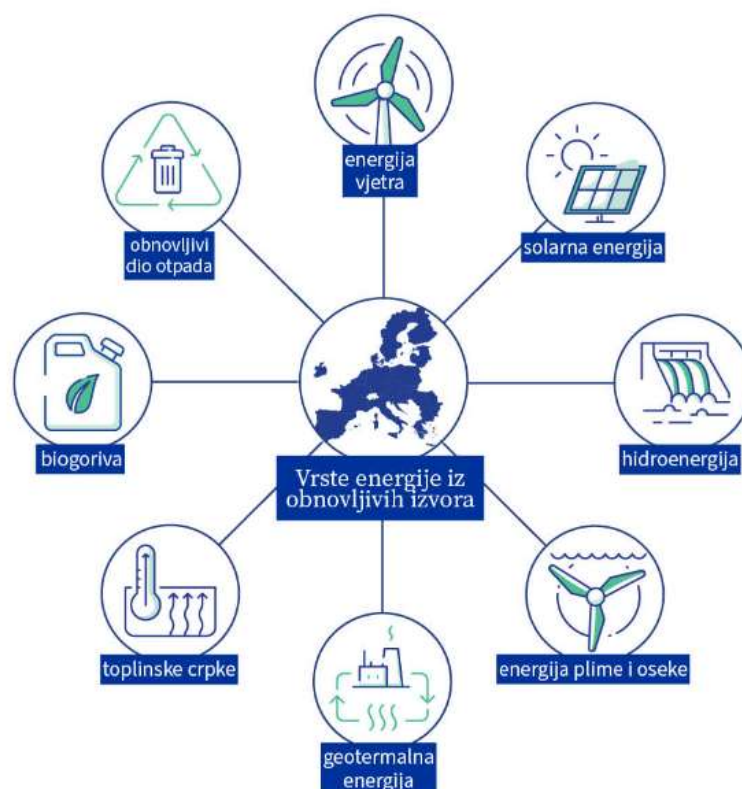 energija
vjetra
solarna energija
hidroenergija
energija plime i oseke
geotermalna
energija
toplinske crpke
biogoriva
obnovljivi
dio otpada
Vrste energije iz
obnovljivih izvora